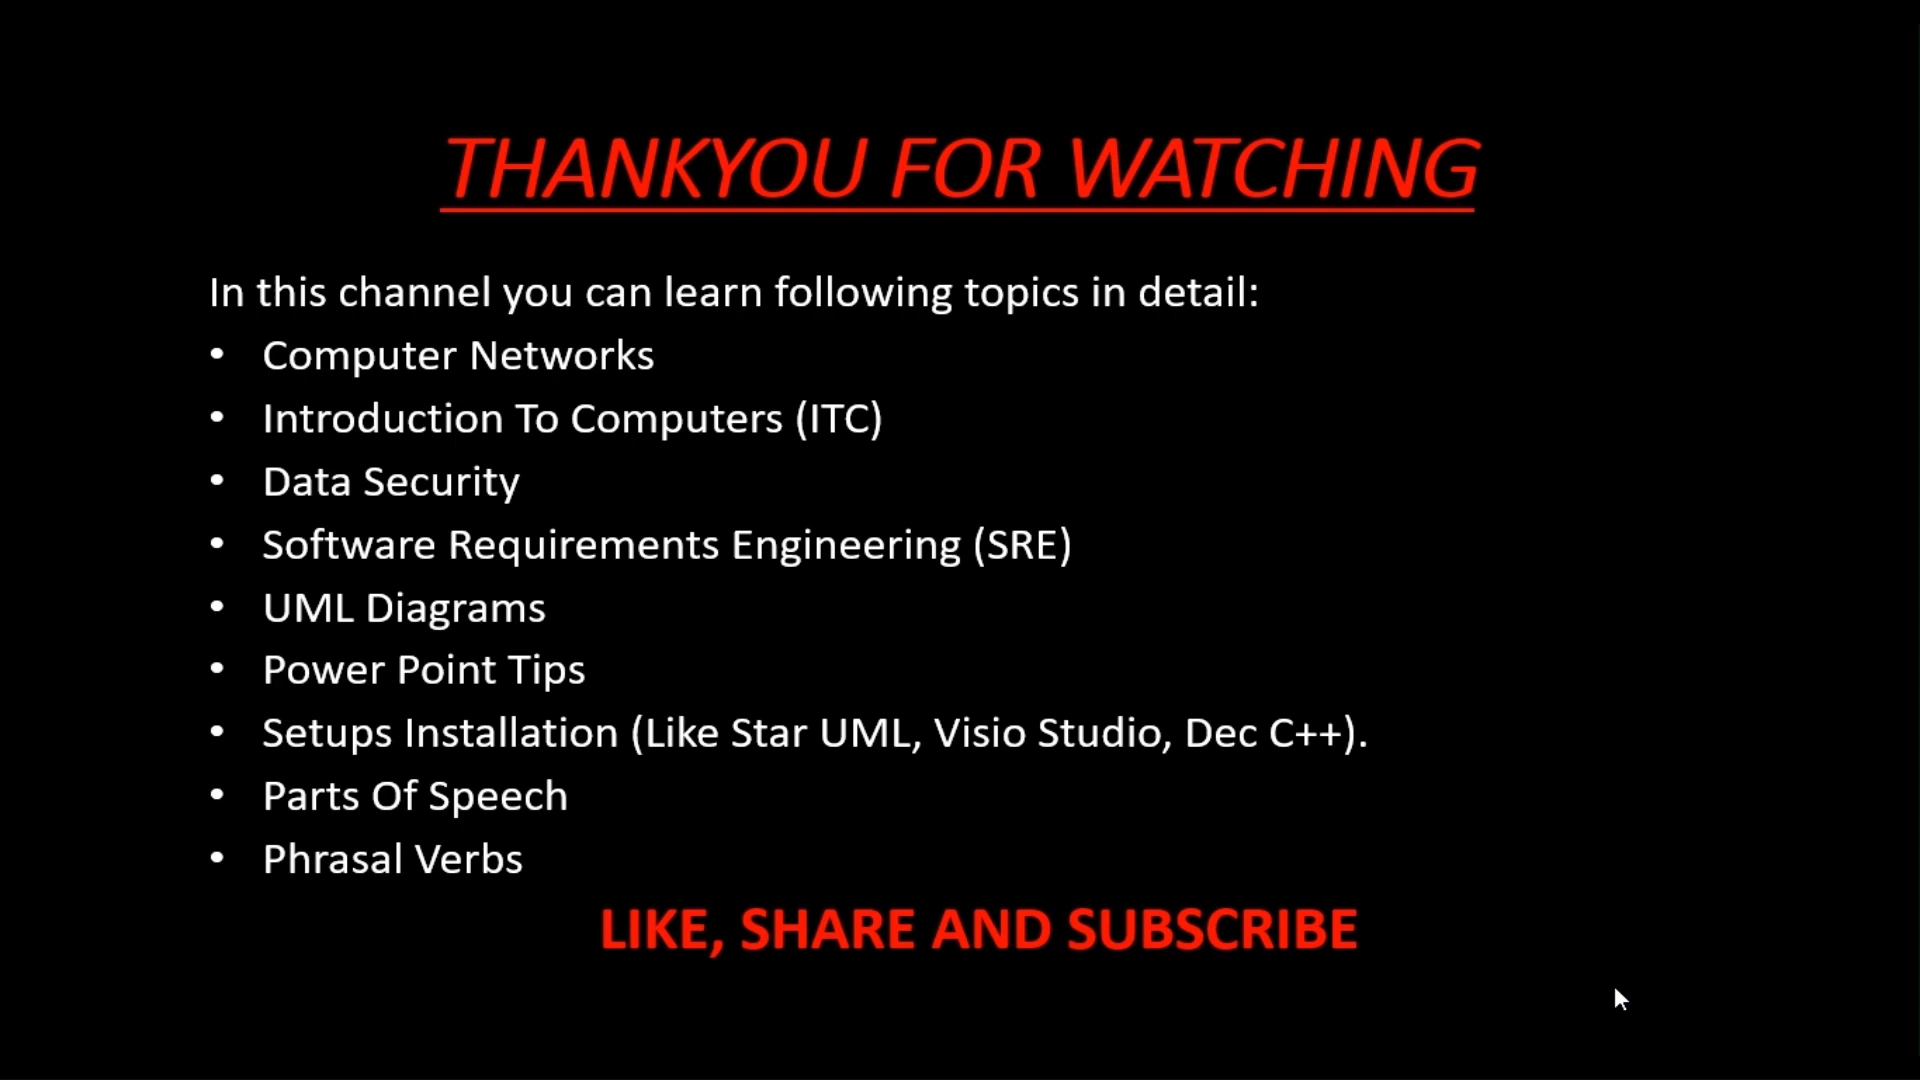 THANKYOU FOR WATCHING
In this channel you can learn following topics in detail:
• Computer Networks
• Introduction To Computers (ITC)
• Data Security
• Software Requirements Engineering (SRE)
• UML Diagrams
• Power Point Tips
• Setups Installation (Like Star UML, Visio Studio, Dec C++).
• Parts Of Speech
• Phrasal Verbs
LIKE, SHARE AND SUBSCRIBE